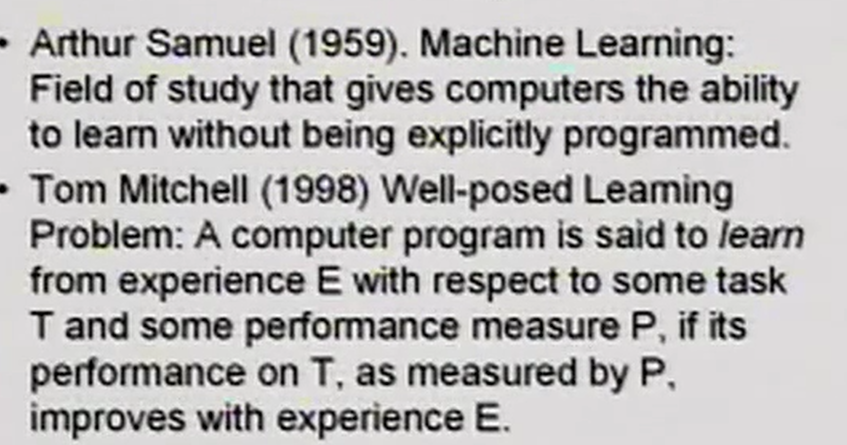 • Arthur Samuel (1959). Machine Learning:
Field of study that gives computers the ability
to learn without being explicitly programmed.
• Tom Mitchell (1998) Well-posed Learning
Problem: A computer program is said to learn
from experience E with respect to some task
T and some performance measure P, if its
performance on T, as measured by P,
improves with experience E.